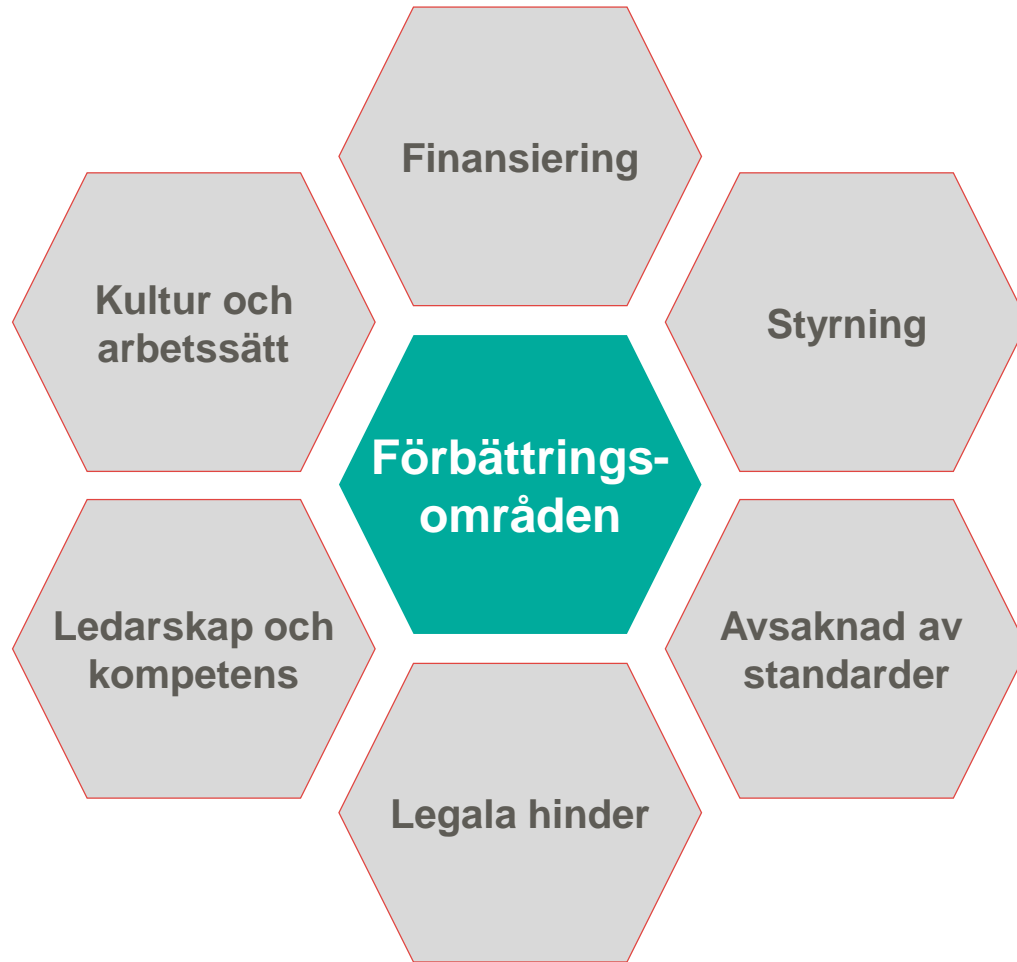 Finansiering
Kultur och
arbetssätt
Styrning
Förbättrings-
områden
Ledarskap och
kompetens
Avsaknad av
standarder
Legala hinder